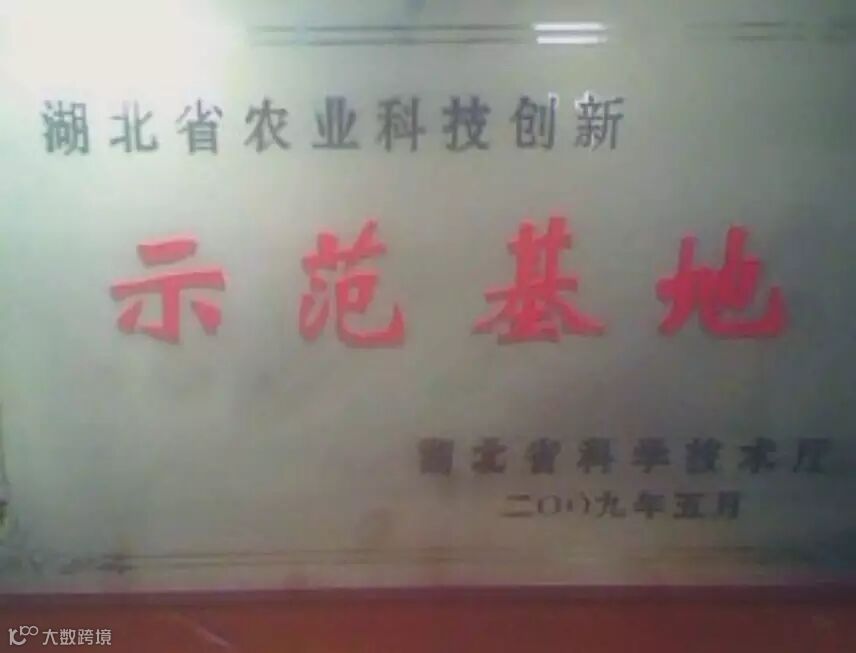 湖北省农业科技创新
示范基地
湖北省科学技术厅
二〇〇九年五月
大数跨境